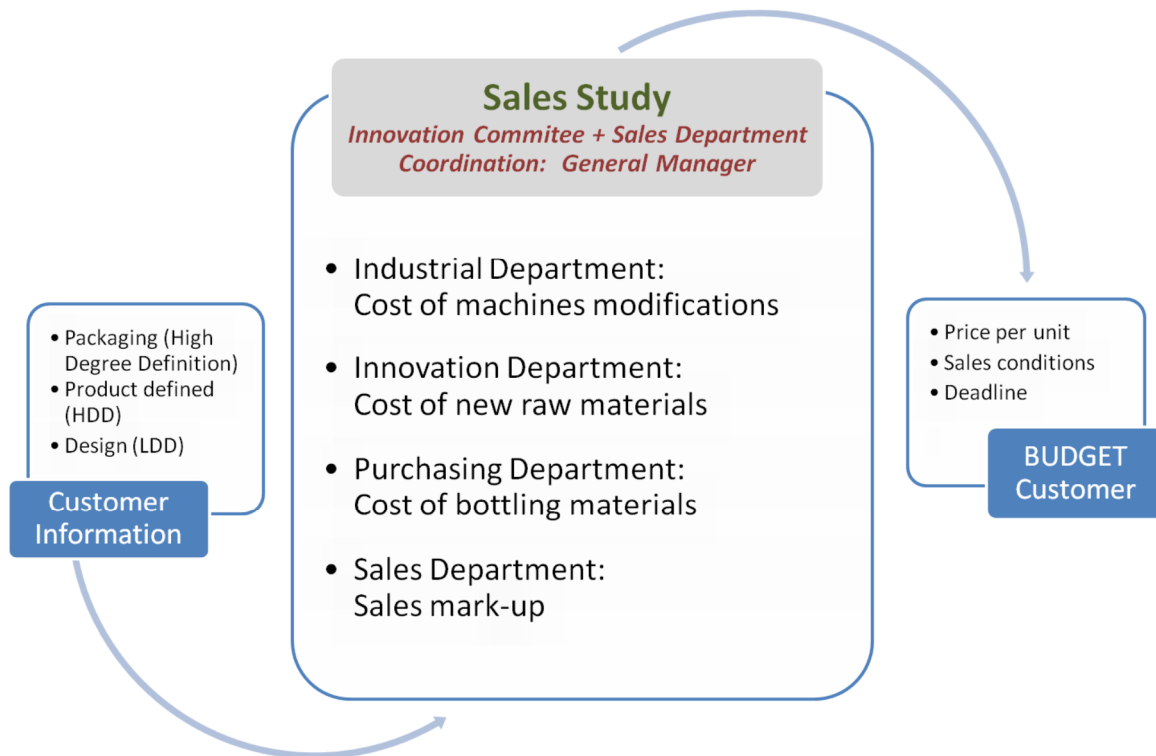 Sales Study
Innovation Commitee + Sales Department
Coordination: General Manager
• Industrial Department:
Cost of machines modifications
• Innovation Department:
Cost of new raw materials
• Purchasing Department:
Cost of bottling materials
• Sales Department:
Sales mark-up
• Packaging (High
Degree Definition)
• Product defined
(HDD)
• Design (LDD)
Customer
Information
• Price per unit
• Sales conditions
• Deadline
BUDGET
Customer